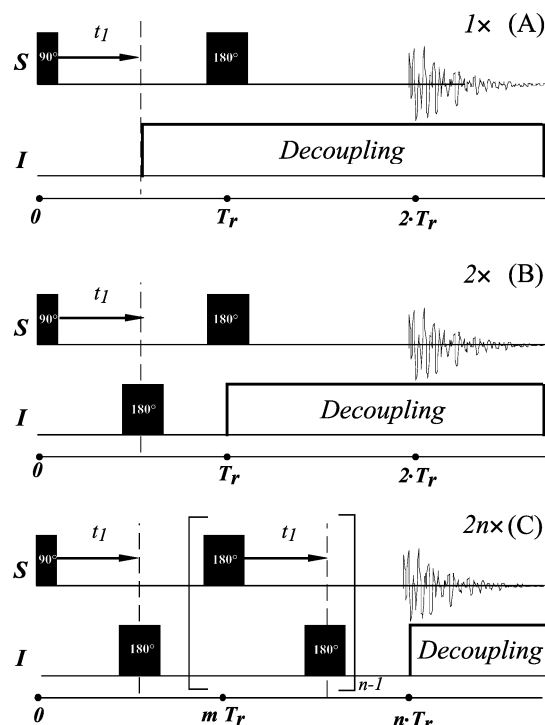 1× (A)
t1
S 90° 180°
I Decoupling
0 Tr 2·Tr
2× (B)
t1
S 90° 180°
I 180° Decoupling
0 Tr 2·Tr
2n× (C)
t1 t1
S 90° 180°
I 180° 180° Decoupling
n-1
0 m Tr n·Tr